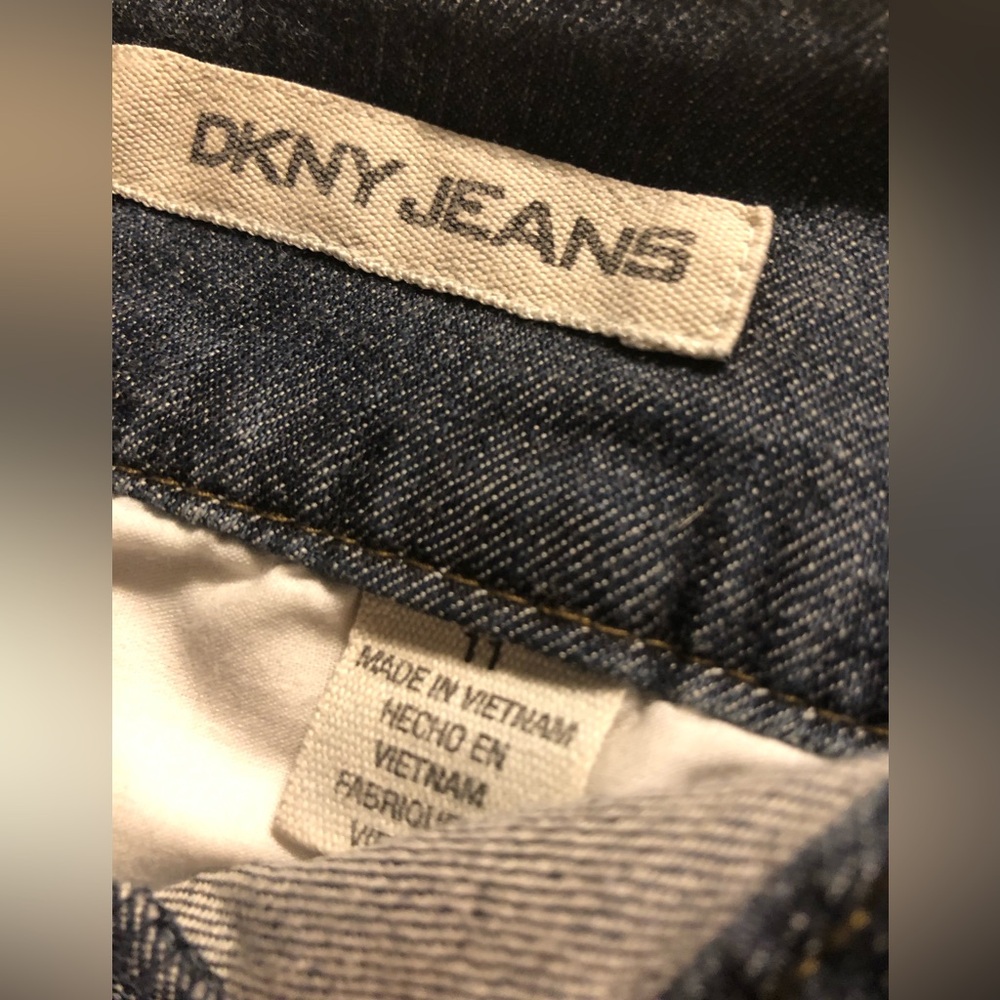 DKNY JEANS
11
MADE IN VIETNAM
HECHO EN
VIETNAM